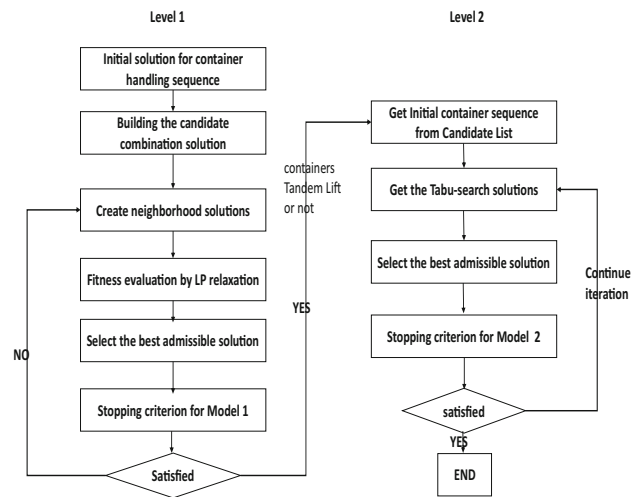 Level 1
Initial solution for container
handling sequence
Building the candidate
combination solution
Create neighborhood solutions
Fitness evaluation by LP relaxation
Select the best admissible solution
Stopping criterion for Model 1
Satisfied
NO
YES
containers
Tandem Lift
or not
Level 2
Get Initial container sequence
from Candidate List
Get the Tabu-search solutions
Select the best admissible solution
Stopping criterion for Model 2
satisfied
Continue
iteration
YES
END